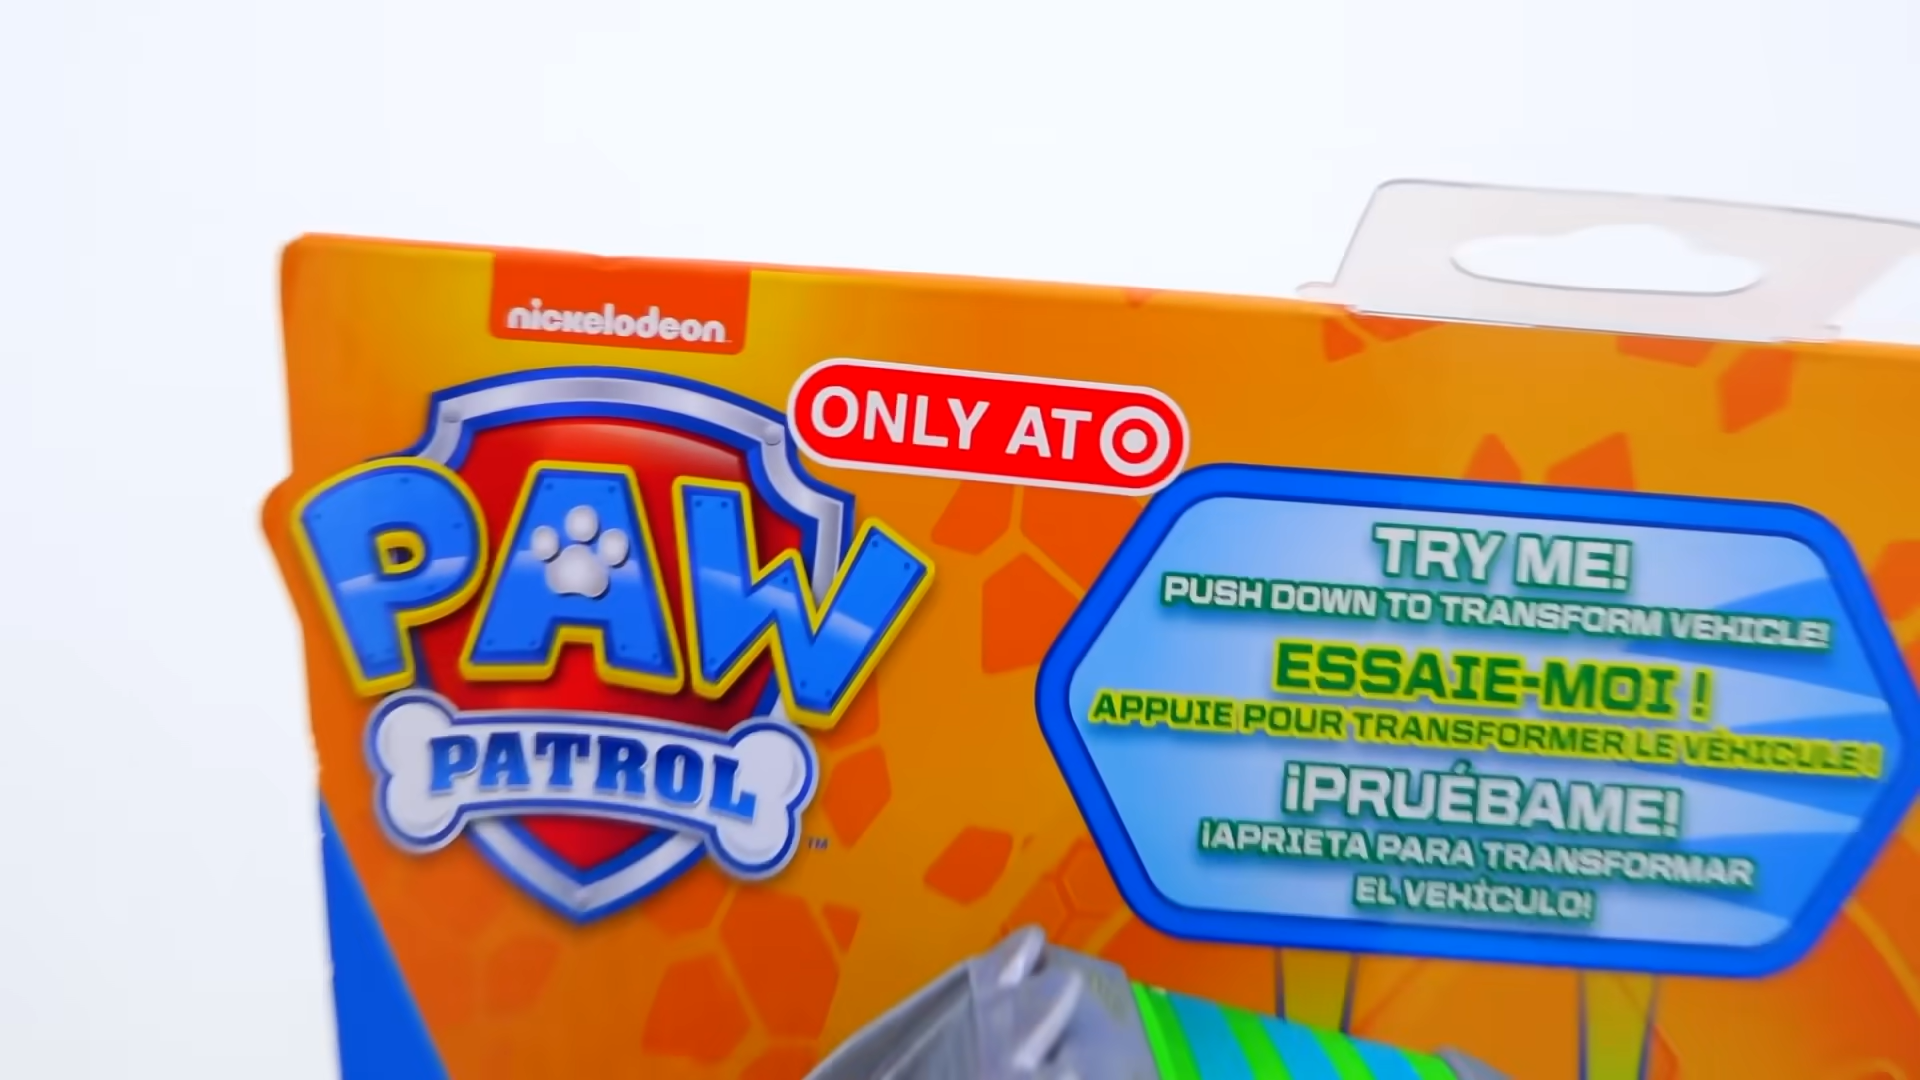 nickelodeon
ONLY AT
PAW
PATROL
™
TRY ME!
PUSH DOWN TO TRANSFORM VEHICLE!
ESSAIE-MOI !
APPUIE POUR TRANSFORMER LE VÉHICULE !
¡PRUÉBAME!
¡APRIETA PARA TRANSFORMAR
EL VEHÍCULO!